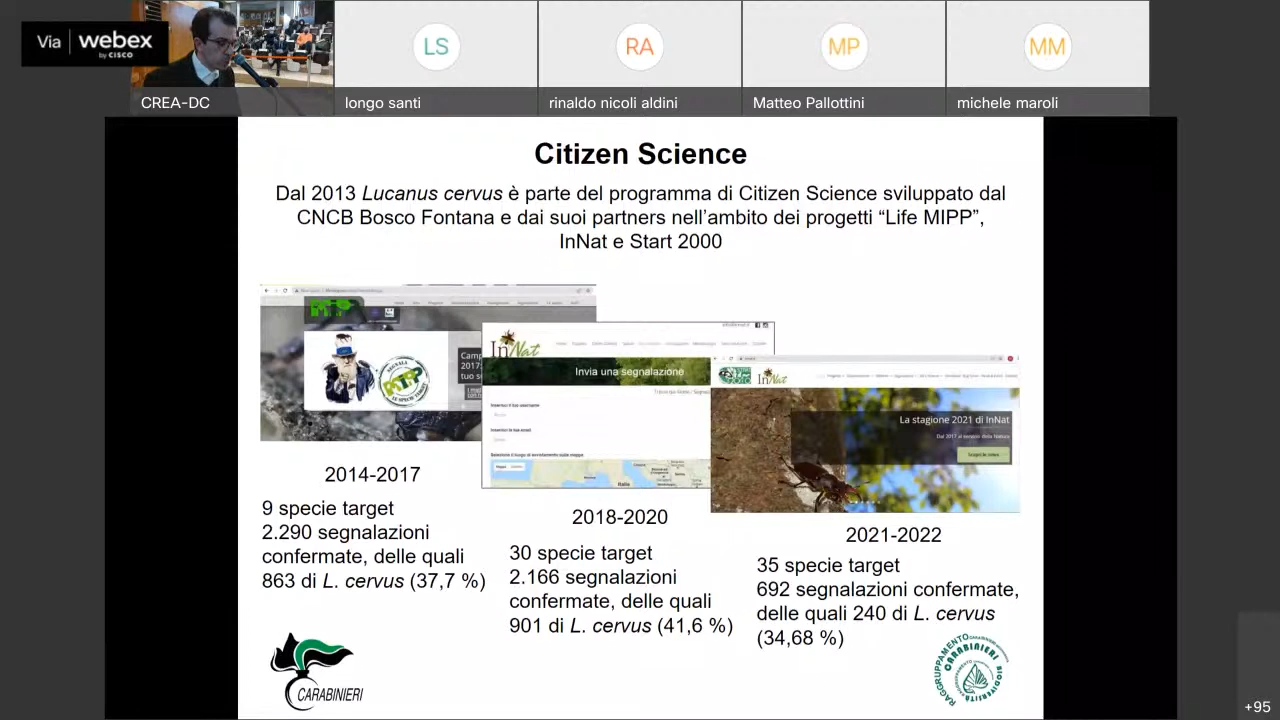 Via webex
by CISCO
LS
RA
MP
MM
CREA-DC
longo santi
rinaldo nicoli aldini
Matteo Pallottini
michele maroli
Citizen Science
Dal 2013 Lucanus cervus è parte del programma di Citizen Science sviluppato dal
CNCB Bosco Fontana e dai suoi partners nell'ambito dei progetti “Life MIPP”,
InNat e Start 2000
InNat
Invia una segnalazione
Italia
InNat
La stagione 2021 di InNat
2014-2017
9 specie target
2.290 segnalazioni
confermate, delle quali
863 di L. cervus (37,7 %)
2018-2020
30 specie target
2.166 segnalazioni
confermate, delle quali
901 di L. cervus (41,6 %)
2021-2022
35 specie target
692 segnalazioni confermate,
delle quali 240 di L. cervus
(34,68 %)
CARABINIERI
RAGGRUPPAMENTO CARABINIERI BIODIVERSITÀ
+95